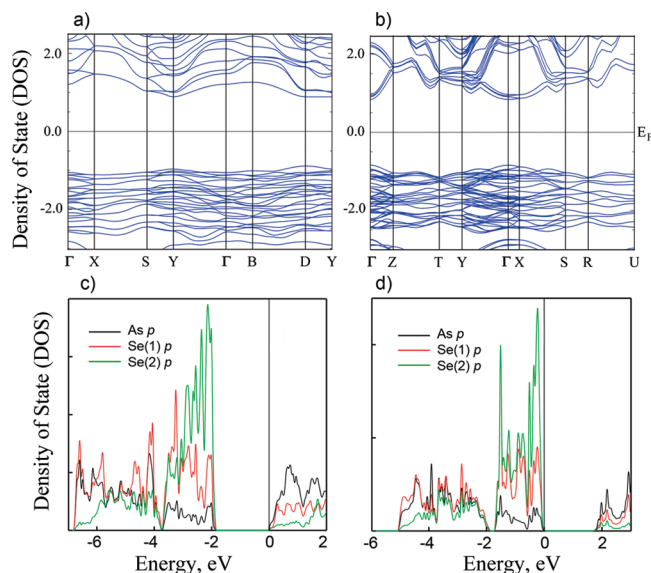 a)
b)
Density of State (DOS)
2.0
0.0
-2.0
2.0
0.0
-2.0
E_F
Γ X S Y Γ B D Y
Γ Z T Y Γ X S R U
c)
d)
Density of State (DOS)
As p
Se(1) p
Se(2) p
As p
Se(1) p
Se(2) p
-6 -4 -2 0 2
-6 -4 -2 0 2
Energy, eV
Energy, eV